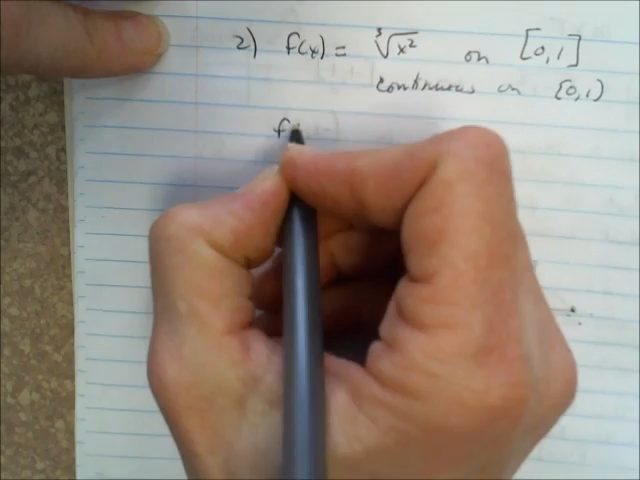 2) f(x) = ∛x² on [0,1]
continuous on [0,1)
f